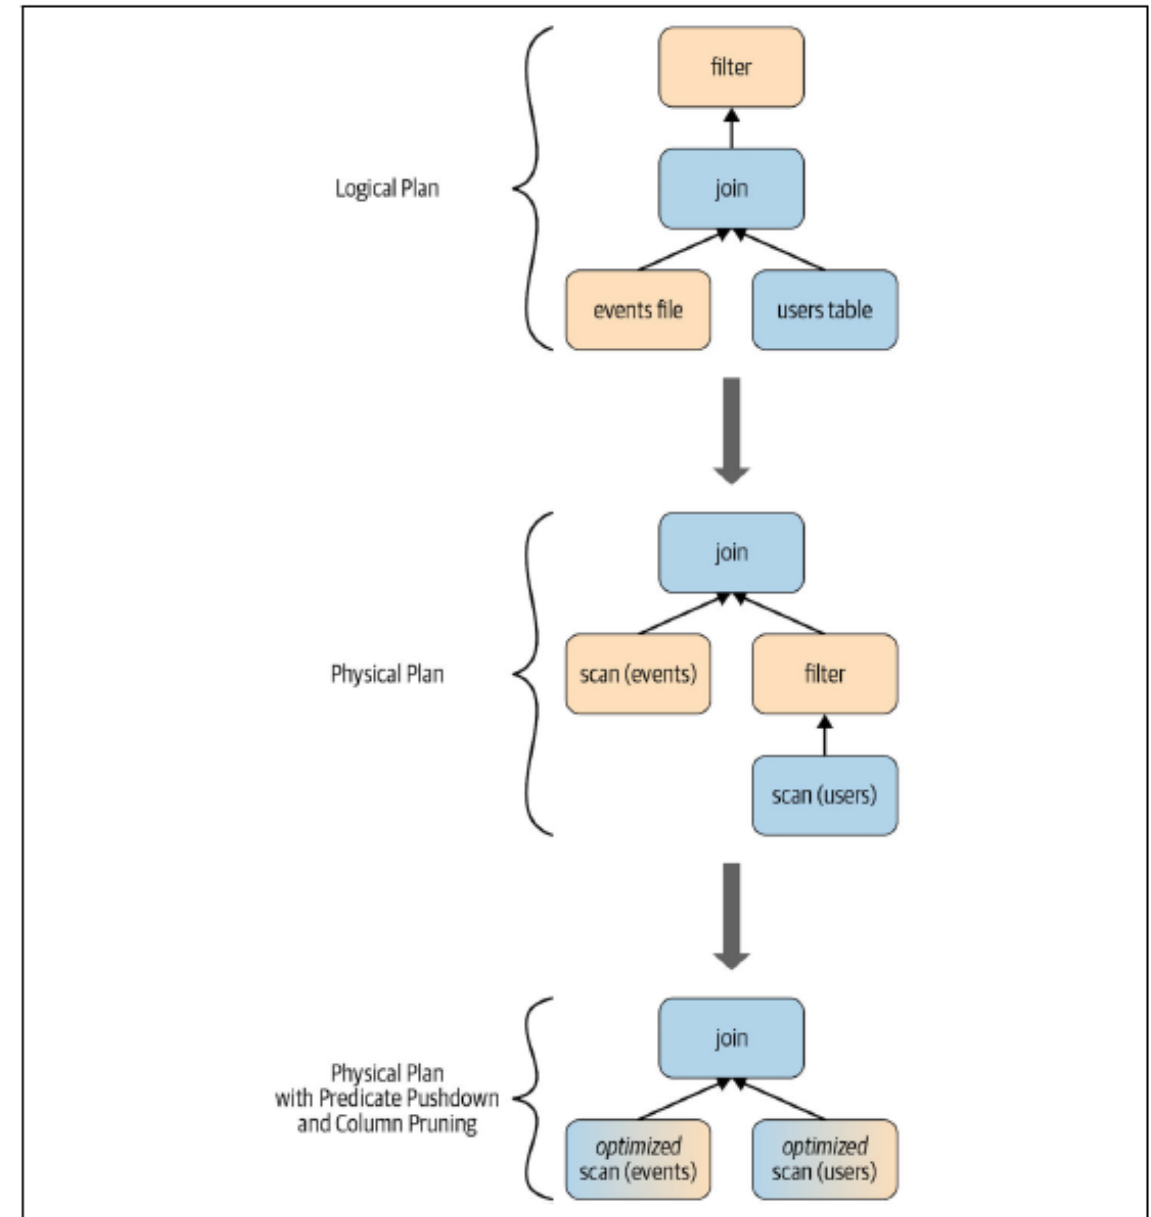 filter
join
Logical Plan
events file
users table
join
Physical Plan
scan (events)
filter
scan (users)
join
Physical Plan
with Predicate Pushdown
and Column Pruning
optimized
scan (events)
optimized
scan (users)